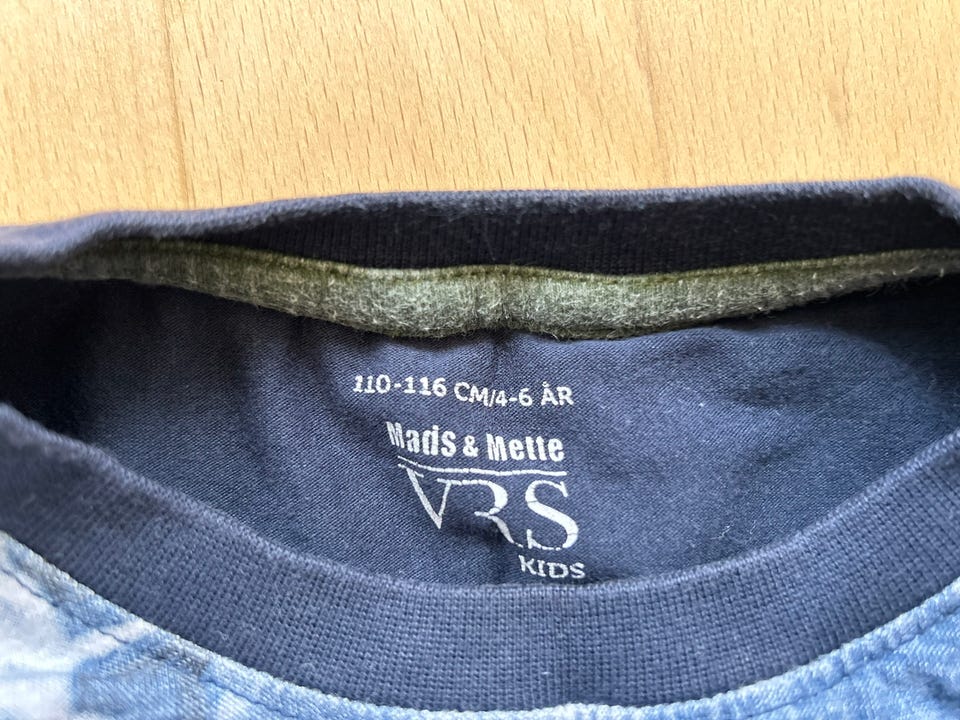 110-116 CM/4-6 ÅR
Mads & Mette
VRS
KIDS